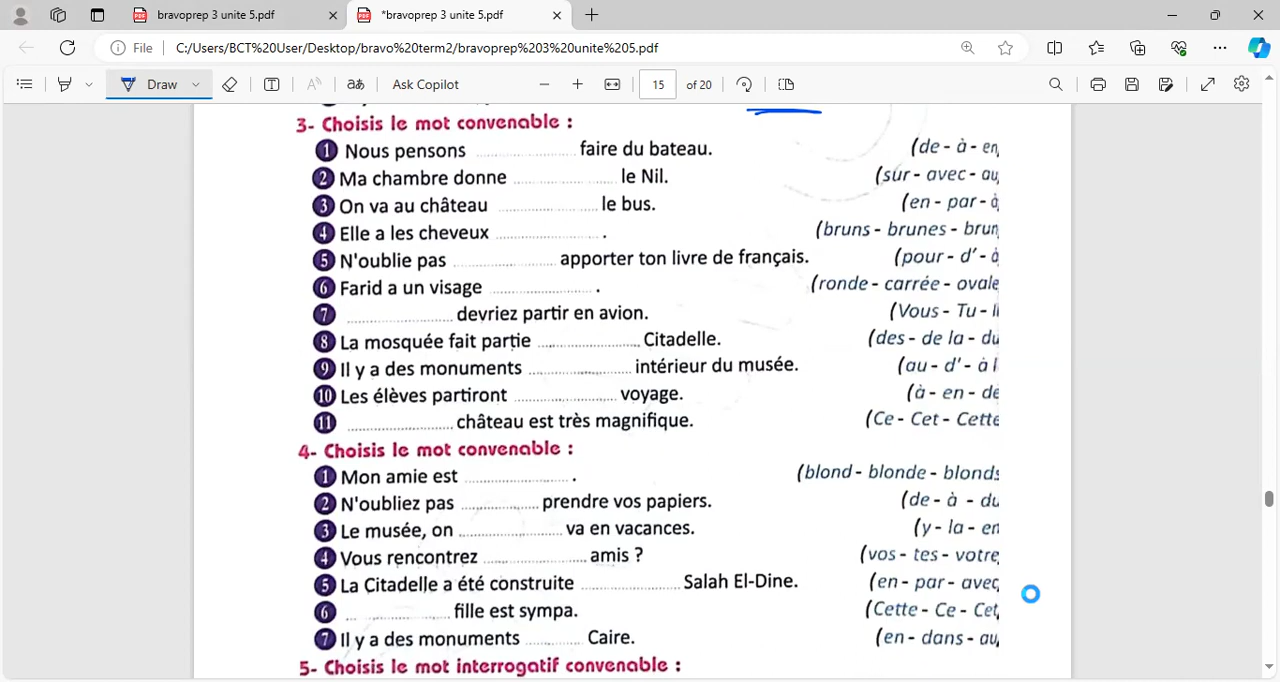 bravoprep 3 unite 5.pdf
*bravoprep 3 unite 5.pdf
File C:/Users/BCT%20User/Desktop/bravo%20term2/bravoprep%203%20unite%205.pdf
Draw Ask Copilot 15 of 20
3- Choisis le mot convenable :
1 Nous pensons .................... faire du bateau. (de - à - en
2 Ma chambre donne .................... le Nil. (sur - avec - au
3 On va au château .................... le bus. (en - par - à
4 Elle a les cheveux .................... . (bruns - brunes - brun
5 N'oublie pas .................... apporter ton livre de français. (pour - d' - à
6 Farid a un visage .................... . (ronde - carrée - ovale
7 .................... devriez partir en avion. (Vous - Tu - Il
8 La mosquée fait partie .................... Citadelle. (des - de la - du
9 Il y a des monuments .................... intérieur du musée. (au - d' - à l
10 Les élèves partiront .................... voyage. (à - en - de
11 .................... château est très magnifique. (Ce - Cet - Cette
4- Choisis le mot convenable :
1 Mon amie est .................... . (blond - blonde - blonds
2 N'oubliez pas ................ prendre vos papiers. (de - à - du
3 Le musée, on .................... va en vacances. (y - la - en
4 Vous rencontrez .................... amis ? (vos - tes - votre
5 La Citadelle a été construite .................... Salah El-Dine. (en - par - avec
6 .................... fille est sympa. (Cette - Ce - Cet
7 Il y a des monuments ............ Caire. (en - dans - au
5- Choisis le mot interrogatif convenable :